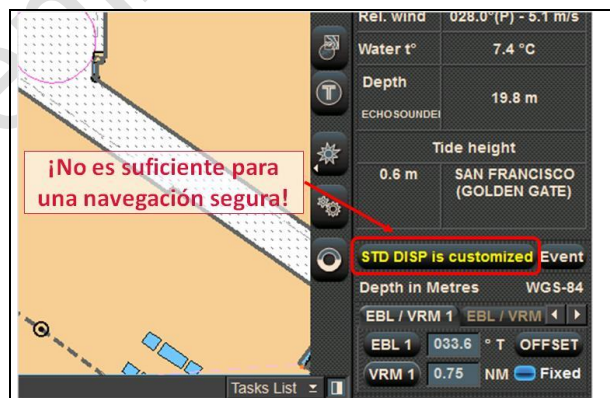 Rel. wind 028.0°(P) - 5.1 m/s
Water t° 7.4 °C
Depth
19.8 m
ECHOSOUNDE
Tide height
0.6 m SAN FRANCISCO
(GOLDEN GATE)
¡No es suficiente para
una navegación segura!
STD DISP is customized Event
Depth in Metres WGS-84
EBL / VRM 1 EBL / VRM
EBL 1 033.6 ° T OFFSET
VRM 1 0.75 NM Fixed
Tasks List
T